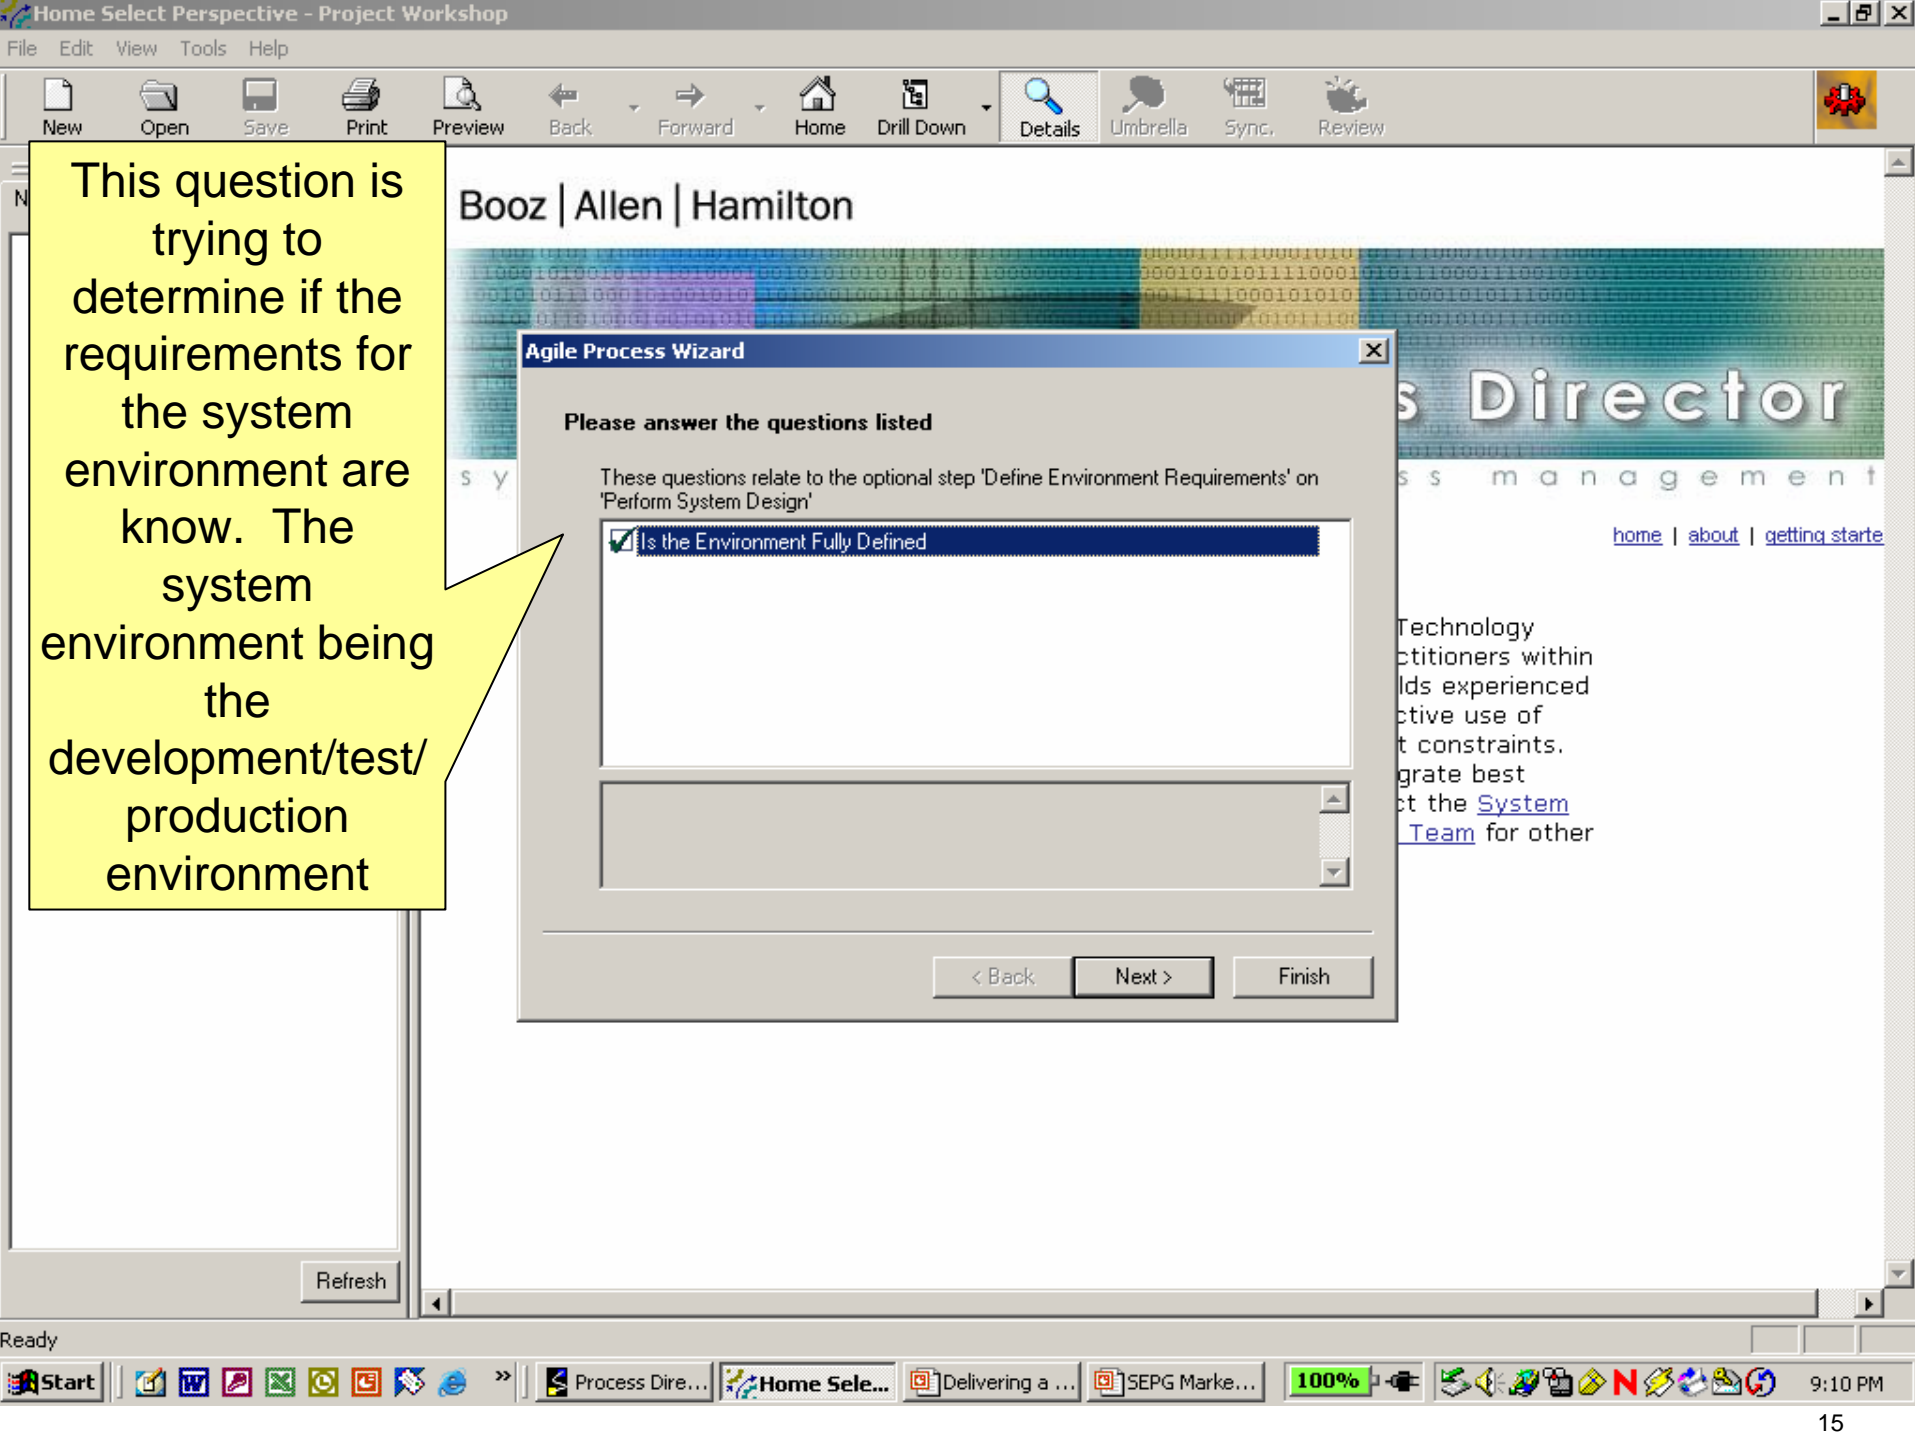 Home Select Perspective - Project Workshop
File Edit View Tools Help
New Open Save Print Preview Back Forward Home Drill Down Details Umbrella Sync. Review
This question is
trying to
determine if the
requirements for
the system
environment are
know. The
system
environment being
the
development/test/
production
environment
N
Booz | Allen | Hamilton
s Director
s y
s s management
home | about | getting starte
Agile Process Wizard
Please answer the questions listed
These questions relate to the optional step 'Define Environment Requirements' on
'Perform System Design'
Is the Environment Fully Defined
< Back Next > Finish
Technology
ctitioners within
lds experienced
ctive use of
t constraints.
grate best
ct the System
Team for other
Refresh
Ready
Start
Process Dire...
Home Sele...
Delivering a ...
SEPG Marke...
100%
9:10 PM
15